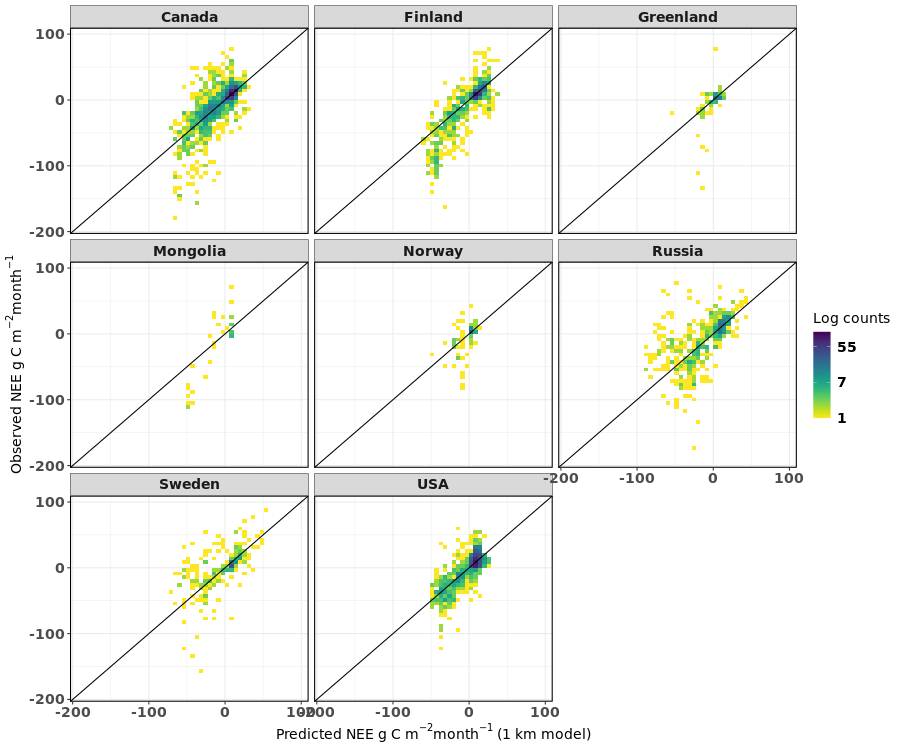 Canada
Finland
Greenland
100
0
-100
-200
Mongolia
Norway
Russia
100
0
-100
-200
-200 -100 0 100
Sweden
USA
100
0
-100
-200
-200 -100 0 100
-200 -100 0 100
Observed NEE g C m−2month−1
Predicted NEE g C m−2month−1 (1 km model)
Log counts
55
7
1